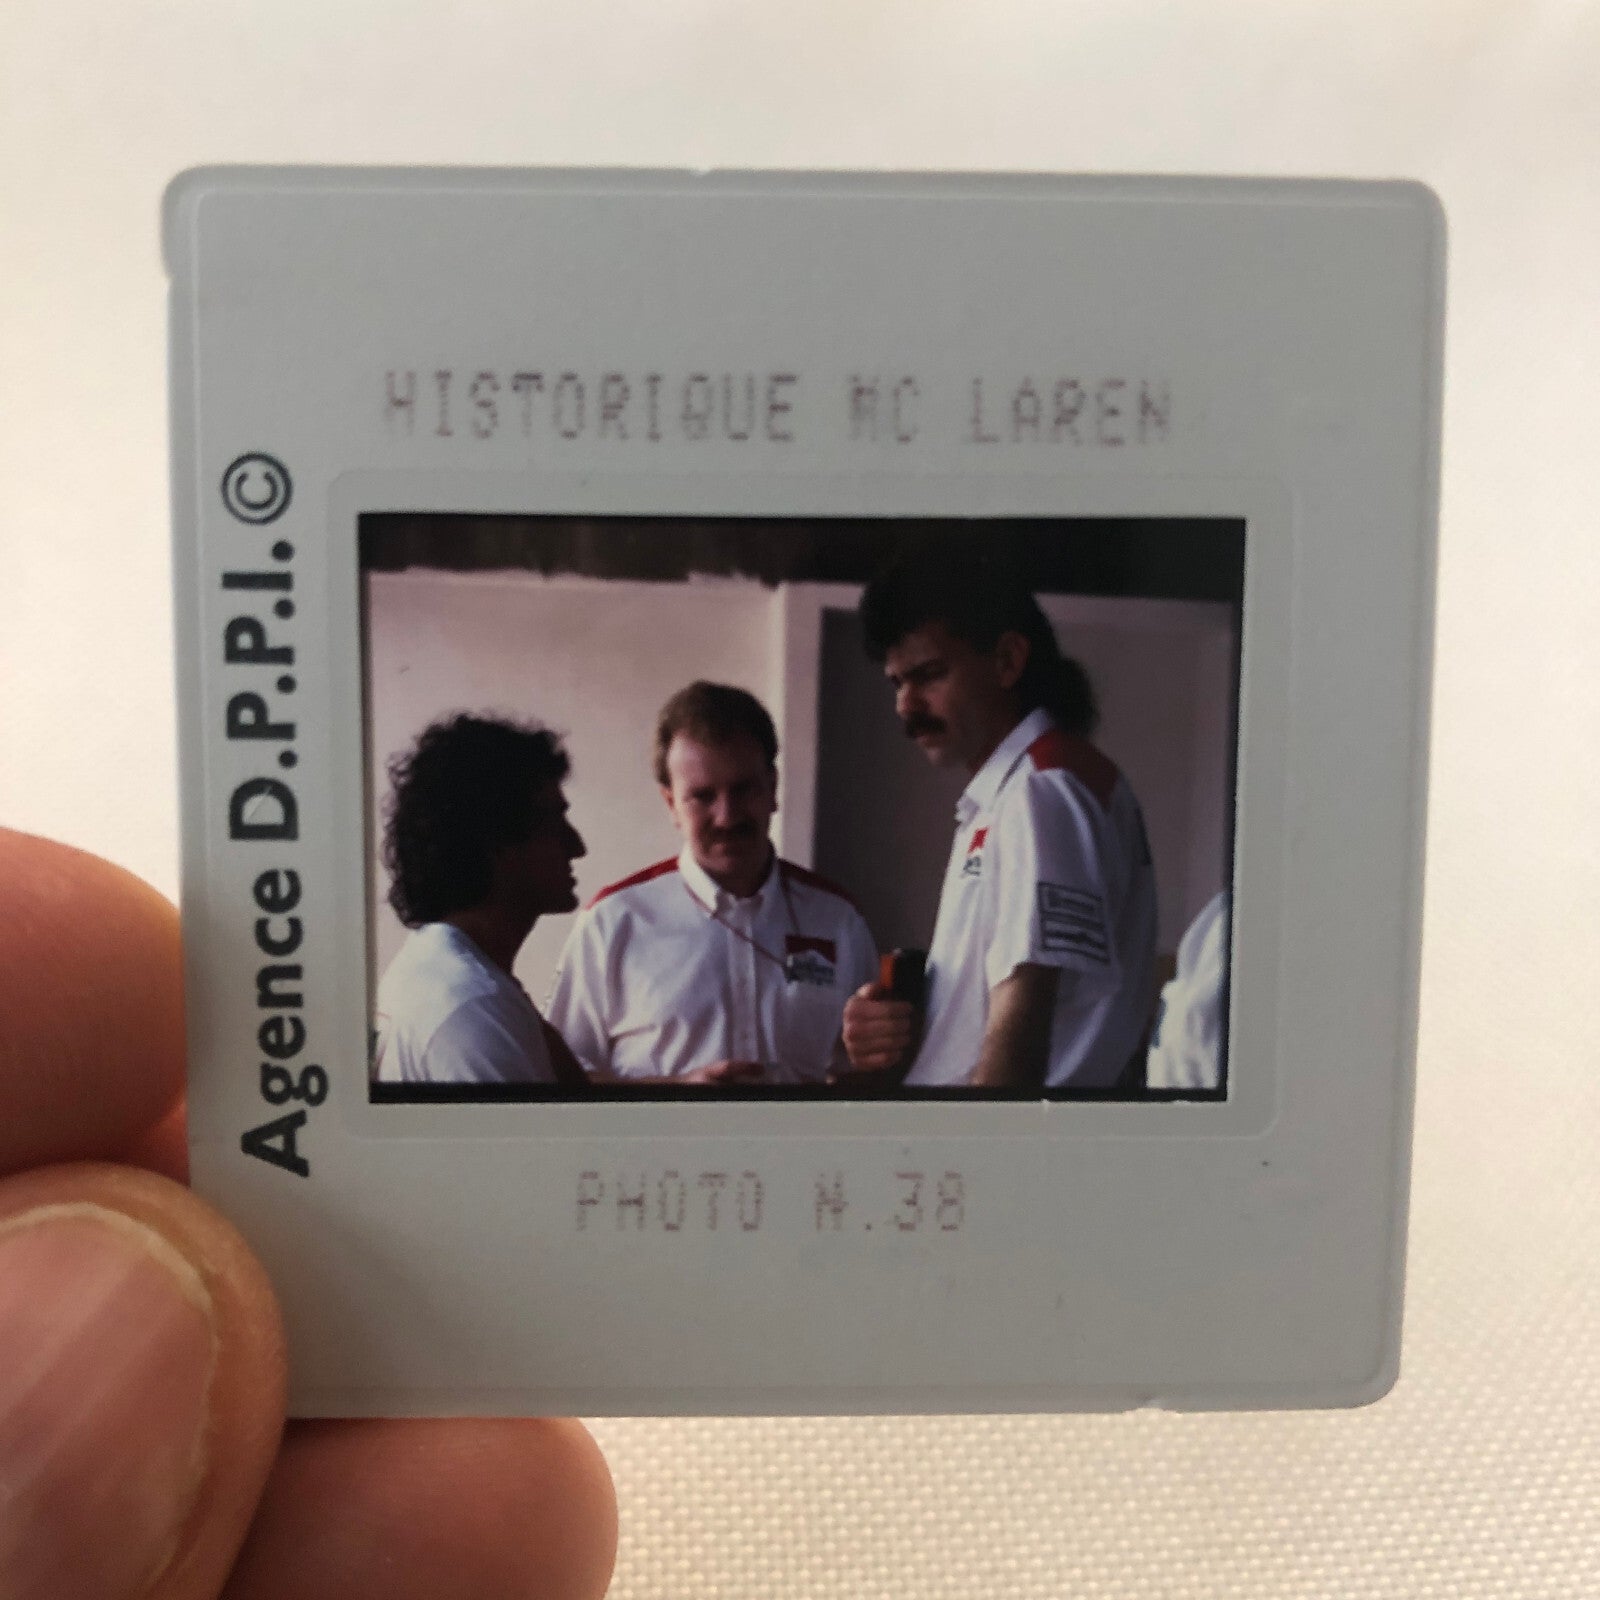 HISTORIQUE MC LAREN
Agence D.P.P.I.©
PHOTO N.38